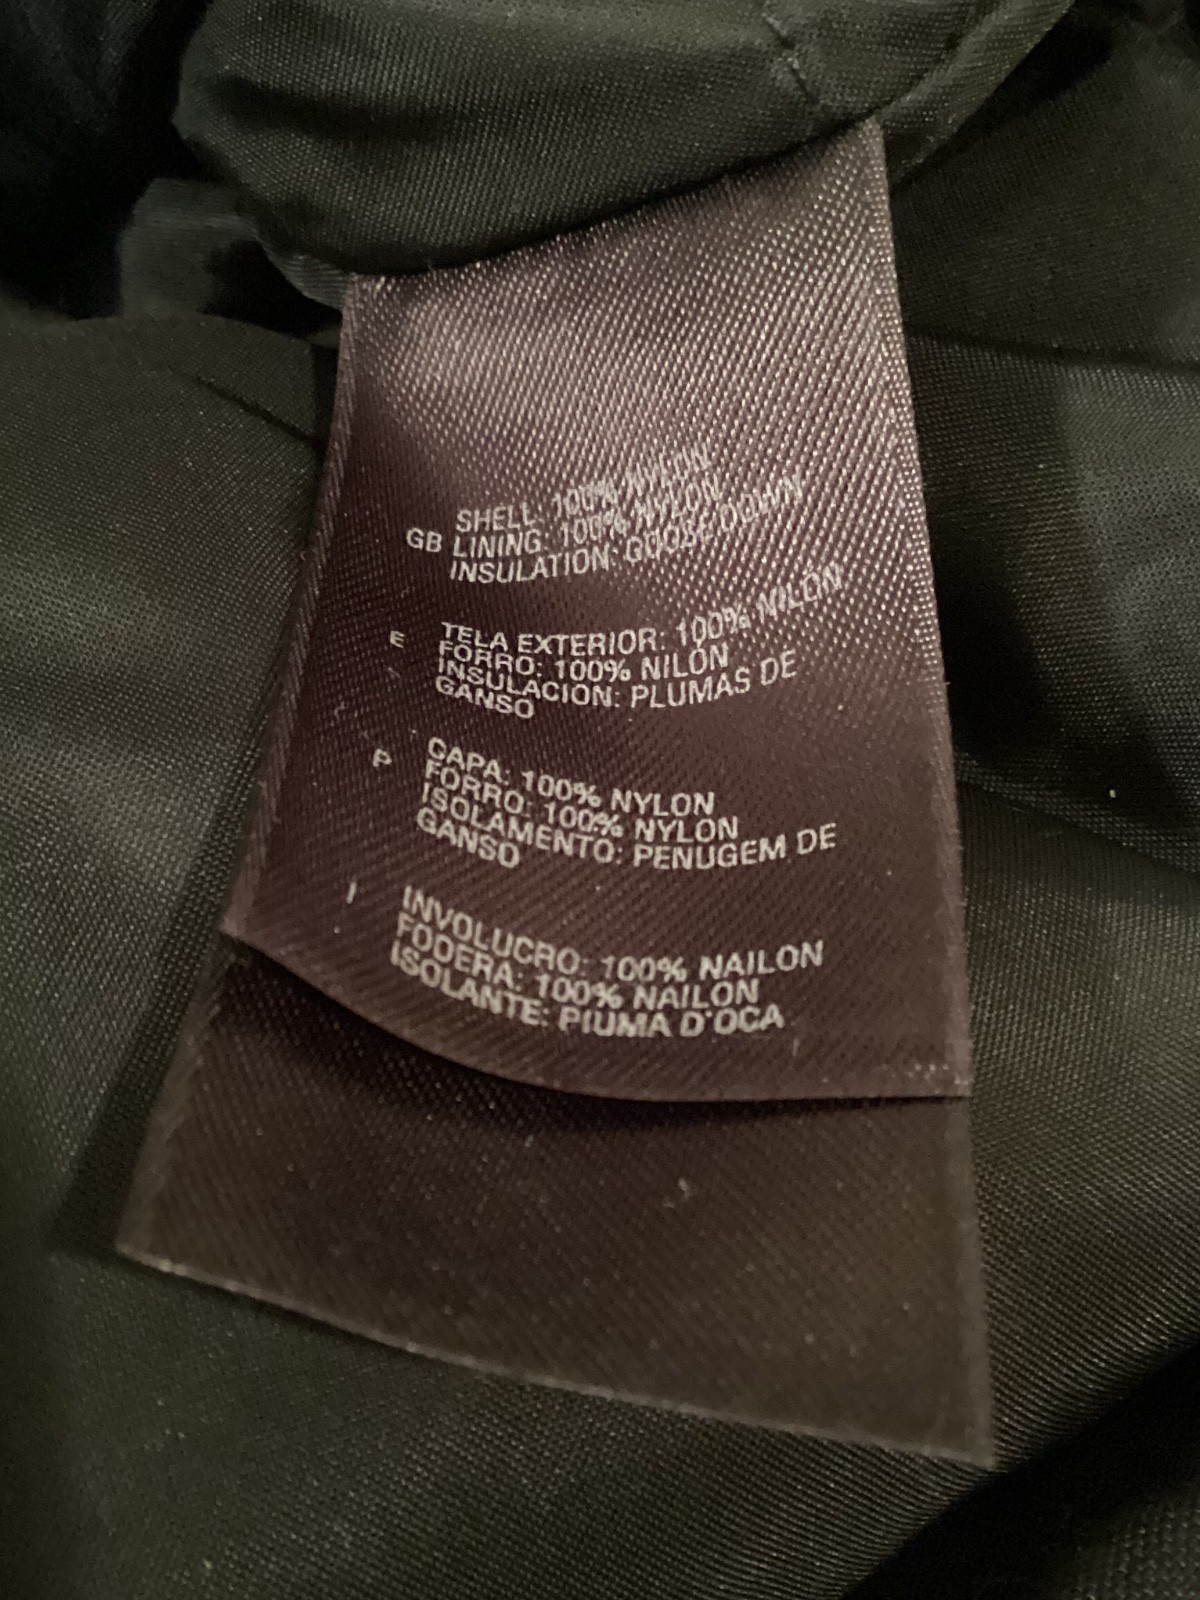 SHELL: 100% NYLON
GB LINING: 100% NYLON
INSULATION: GOOSE DOWN
E TELA EXTERIOR: 100% NILÓN
FORRO: 100% NILÓN
INSULACION: PLUMAS DE
GANSO
P CAPA: 100% NYLON
FORRO: 100% NYLON
ISOLAMENTO: PENUGEM DE
GANSO
I INVOLUCRO: 100% NAILON
FODERA: 100% NAILON
ISOLANTE: PIUMA D'OCA